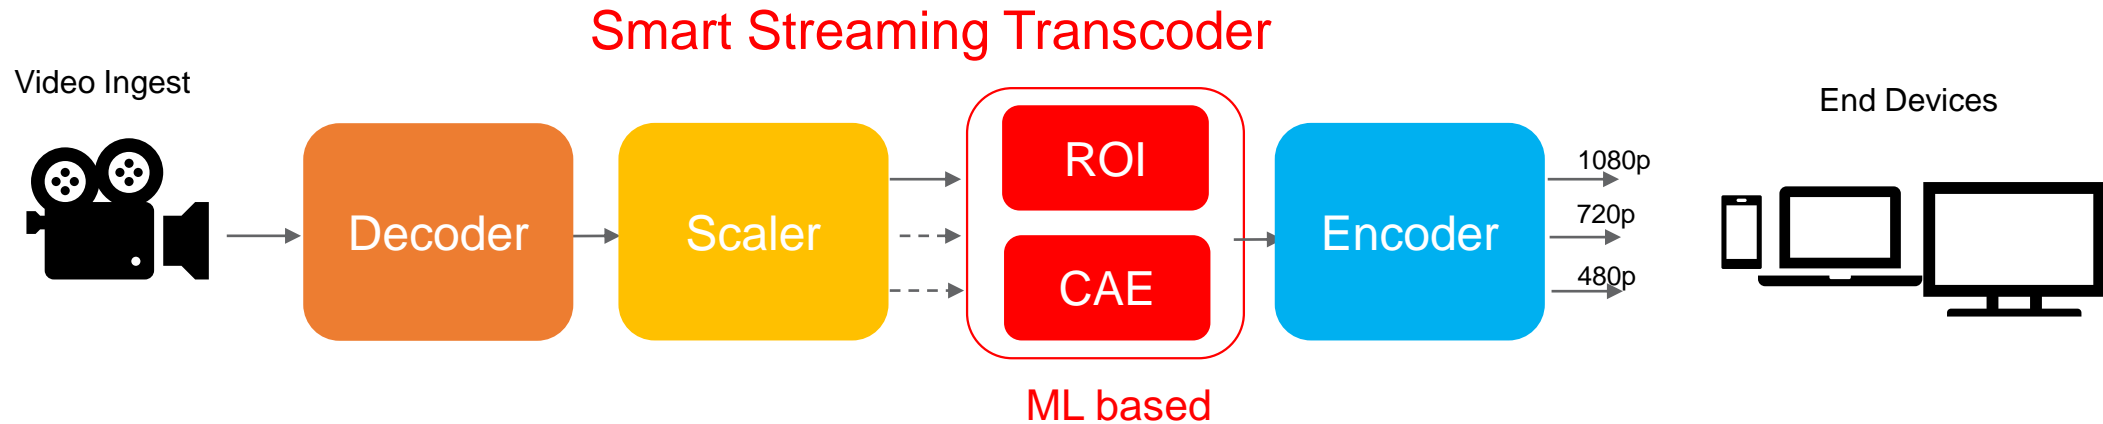 Smart Streaming Transcoder
Video Ingest
End Devices
Decoder
Scaler
ROI
CAE
Encoder
1080p
720p
480p
ML based